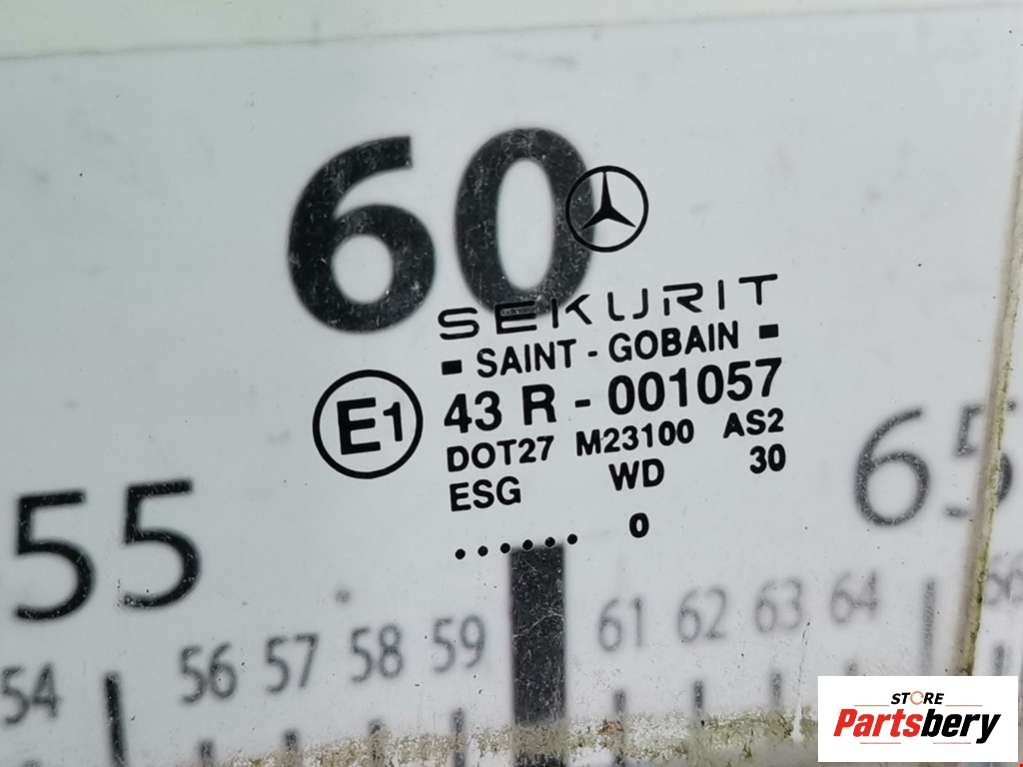 60
SEKURIT
SAINT - GOBAIN
E1
43 R - 001057
DOT27 M23100 AS2
ESG WD 30
...... 0
55
65
54 56 57 58 59 61 62 63 64 66
STORE
Partsbery